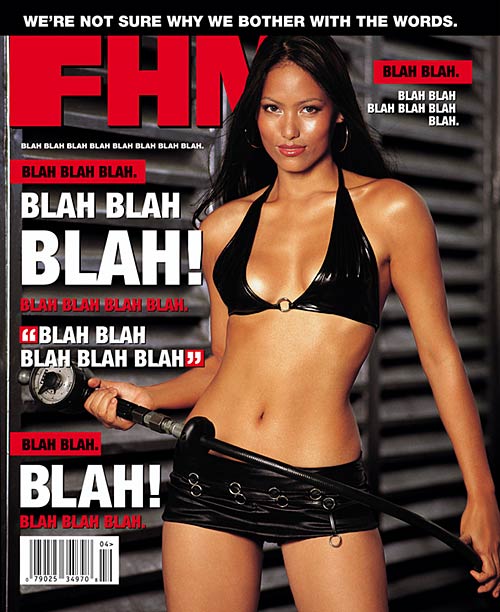 WE'RE NOT SURE WHY WE BOTHER WITH THE WORDS.
FHM
BLAH BLAH BLAH BLAH BLAH BLAH BLAH BLAH.
BLAH BLAH.
BLAH BLAH
BLAH BLAH BLAH
BLAH.
BLAH BLAH BLAH.
BLAH BLAH
BLAH!
BLAH BLAH BLAH BLAH.
“BLAH BLAH
BLAH BLAH BLAH”
BLAH BLAH.
BLAH!
BLAH BLAH BLAH.
04>
0 79025 34970 8